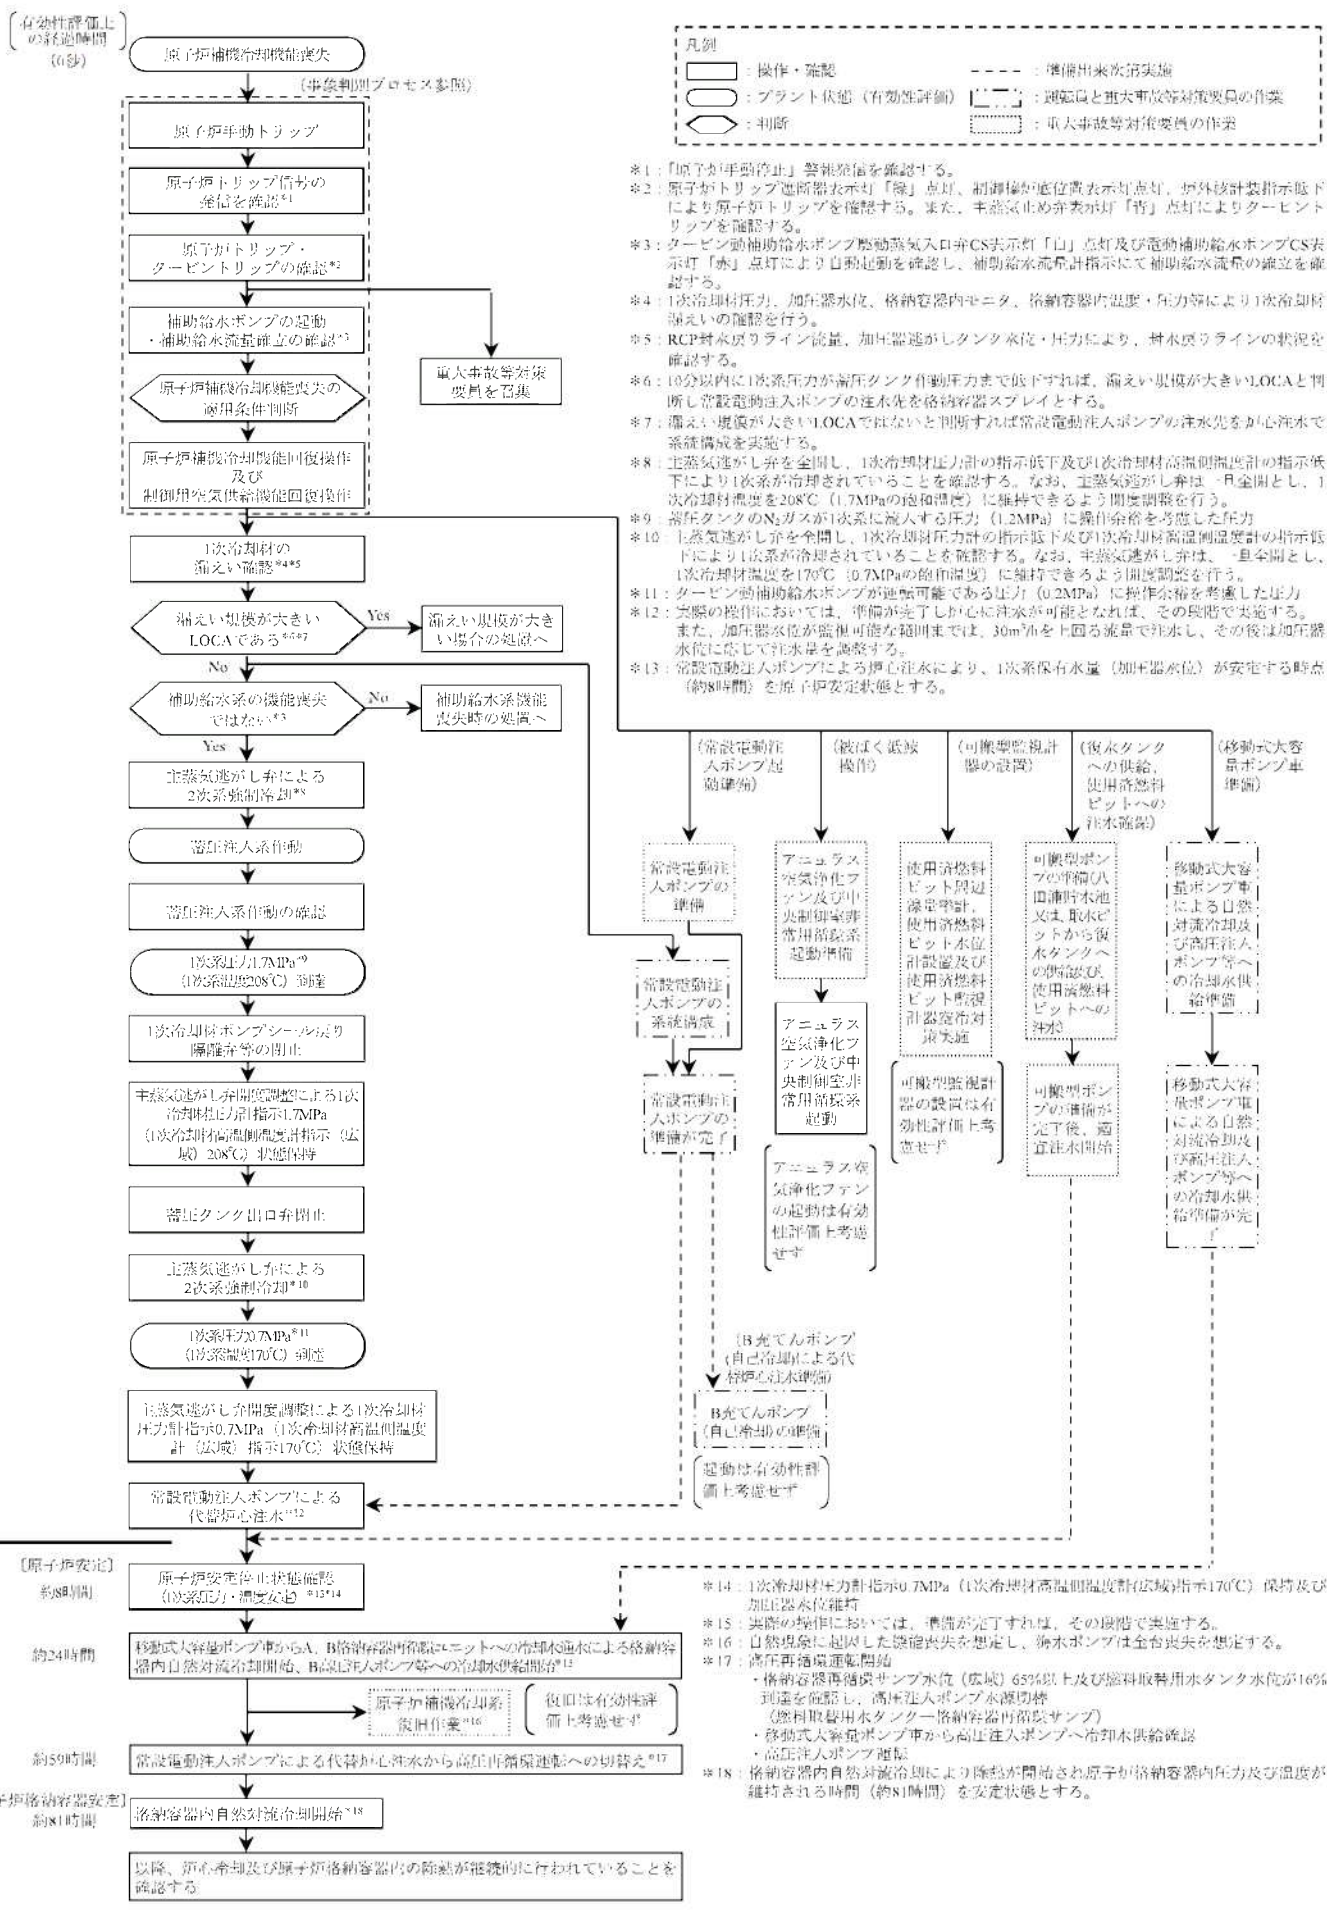 有効性評価上
の経過時間
(0秒)
原子炉補機冷却機能喪失
(事象判別プロセス参照)
原子炉手動トリップ
原子炉トリップ信号の
発信を確認*1
原子炉トリップ・
タービントリップの確認*2
補助給水ポンプの起動
・補助給水流量確立の確認*3
重大事故等対策
要員を召集
原子炉補機冷却機能喪失の
適用条件判断
原子炉補機冷却機能回復操作
及び
制御用空気供給機能回復操作
1次冷却材の
漏えい確認*4*5
漏えい規模が大きい
LOCAである*6*7
Yes
漏えい規模が大き
い場合の処置へ
No
補助給水系の機能喪失
ではない*3
No
補助給水系機能
喪失時の処置へ
Yes
主蒸気逃がし弁による
2次系強制冷却*8
蓄圧注入系作動
蓄圧注入系作動の確認
1次系圧力1.7MPa*9
(1次系温度208℃)到達
1次冷却材ポンプシール戻り
隔離弁等の閉止
主蒸気逃がし弁開度調整による1次
冷却材圧力計指示1.7MPa
(1次冷却材高温側温度計指示(広
域)208℃)状態保持
蓄圧タンク出口弁閉止
主蒸気逃がし弁による
2次系強制冷却*10
1次系圧力0.7MPa*11
(1次系温度170℃)到達
主蒸気逃がし弁開度調整による1次冷却材
圧力計指示0.7MPa(1次冷却材高温側温度
計(広域)指示170℃)状態保持
常設電動注入ポンプによる
代替炉心注水*12
〔原子炉安定〕
約8時間
原子炉安定停止状態確認
(1次系圧力・温度安定)*13*14
約24時間
移動式大容量ポンプ車からA、B格納容器再循環ユニットへの冷却水通水による格納容
器内自然対流冷却開始、B高圧注入ポンプ等への冷却水供給開始*15
原子炉補機冷却系
復旧作業*16
復旧は有効性評
価上考慮せず
約59時間
常設電動注入ポンプによる代替炉心注水から高圧再循環運転への切替え*17
子炉格納容器安定〕
約81時間
格納容器内自然対流冷却開始*18
以降、炉心冷却及び原子炉格納容器内の除熱が継続的に行われていることを
確認する
凡例
:操作・確認
:準備出来次第実施
:プラント状態(有効性評価)
:運転員と重大事故等対策要員の作業
:判断
:重大事故等対策要員の作業
*1:「原子炉手動停止」警報発信を確認する。
*2:原子炉トリップ遮断器表示灯「緑」点灯、制御棒炉底位置表示灯点灯、炉外核計装指示低下
により原子炉トリップを確認する。また、主蒸気止め弁表示灯「青」点灯によりタービント
リップを確認する。
*3:タービン動補助給水ポンプ駆動蒸気入口弁CS表示灯「白」点灯及び電動補助給水ポンプCS表
示灯「赤」点灯により自動起動を確認し、補助給水流量計指示にて補助給水流量の確立を確
認する。
*4:1次冷却材圧力、加圧器水位、格納容器内モニタ、格納容器内温度・圧力等により1次冷却材
漏えいの確認を行う。
*5:RCP封水戻りライン流量、加圧器逃がしタンク水位・圧力により、封水戻りラインの状況を
確認する。
*6:10分以内に1次系圧力が蓄圧タンク作動圧力まで低下すれば、漏えい規模が大きいLOCAと判
断し常設電動注入ポンプの注水先を格納容器スプレイとする。
*7:漏えい規模が大きいLOCAではないと判断すれば常設電動注入ポンプの注水先を炉心注水で
系統構成を実施する。
*8:主蒸気逃がし弁を全開し、1次冷却材圧力計の指示低下及び1次冷却材高温側温度計の指示低
下により1次系が冷却されていることを確認する。なお、主蒸気逃がし弁は一旦全開とし、1
次冷却材温度を208℃(1.7MPaの飽和温度)に維持できるよう開度調整を行う。
*9:蓄圧タンクのN₂ガスが1次系に流入する圧力(1.2MPa)に操作余裕を考慮した圧力
*10:主蒸気逃がし弁を全開し、1次冷却材圧力計の指示低下及び1次冷却材高温側温度計の指示低
下により1次系が冷却されていることを確認する。なお、主蒸気逃がし弁は、一旦全開とし、
1次冷却材温度を170℃(0.7MPaの飽和温度)に維持できるよう開度調整を行う。
*11:タービン動補助給水ポンプが運転可能である圧力(0.2MPa)に操作余裕を考慮した圧力
*12:実際の操作においては、準備が完了し炉心に注水が可能となれば、その段階で実施する。
また、加圧器水位が監視可能な範囲までは、30m³/hを上回る流量で注水し、その後は加圧器
水位に応じて注水量を調整する。
*13:常設電動注入ポンプによる炉心注水により、1次系保有水量(加圧器水位)が安定する時点
(約8時間)を原子炉安定状態とする。
(常設電動注
入ポンプ起
動準備)
(被ばく低減
操作)
(可搬型監視計
器の設置)
(復水タンク
への供給、
使用済燃料
ピットへの
注水確保)
(移動式大容
量ポンプ車
準備)
常設電動注
入ポンプの
準備
アニュラス
空気浄化フ
ァン及び中
央制御室非
常用循環系
起動準備
使用済燃料
ピット周辺
線量率計、
使用済燃料
ピット水位
計設置及び
使用済燃料
ピット監視
計器空冷対
策実施
可搬型ポン
プの準備(八
田浦貯水池
又は、取水ピ
ットから復
水タンクへ
の供給及び、
使用済燃料
ピットへの
注水)
移動式大容
量ポンプ車
による自然
対流冷却及
び高圧注入
ポンプ等へ
の冷却水供
給準備
常設電動注
入ポンプの
系統構成
アニュラス
空気浄化フ
ァン及び中
央制御室非
常用循環系
起動
可搬型監視計
器の設置は有
効性評価上考
慮せず
常設電動注
入ポンプの
準備が完了
可搬型ポン
プの準備が
完了後、適
宜注水開始
移動式大容
量ポンプ車
による自然
対流冷却及
び高圧注入
ポンプ等へ
の冷却水供
給準備が完
了
アニュラス空
気浄化ファン
の起動は有効
性評価上考慮
せず
(B充てんポンプ
(自己冷却)による代
替炉心注水準備)
B充てんポンプ
(自己冷却)の準備
起動は有効性評
価上考慮せず
*14:1次冷却材圧力計指示0.7MPa(1次冷却材高温側温度計(広域)指示170℃)保持及び
加圧器水位維持
*15:実際の操作においては、準備が完了すれば、その段階で実施する。
*16:自然現象に起因した機能喪失を想定し、海水ポンプは全台喪失を想定する。
*17:高圧再循環運転開始
・格納容器再循環サンプ水位(広域)65%以上及び燃料取替用水タンク水位が16%
到達を確認し、高圧注入ポンプ水源切替
(燃料取替用水タンク→格納容器再循環サンプ)
・移動式大容量ポンプ車から高圧注入ポンプへ冷却水供給確認
・高圧注入ポンプ運転
*18:格納容器内自然対流冷却により除熱が開始され原子炉格納容器内圧力及び温度が
維持される時間(約81時間)を安定状態とする。